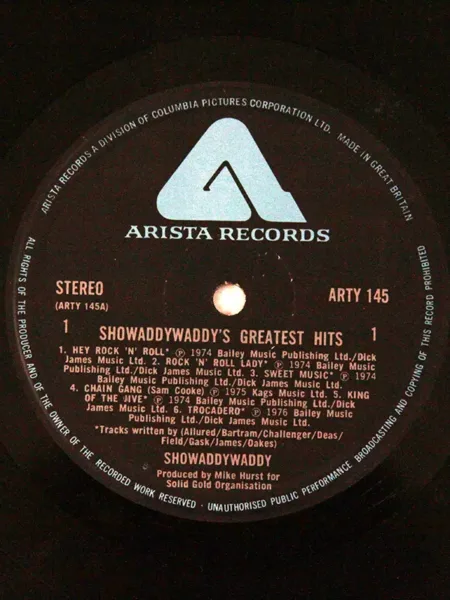 ARISTA RECORDS A DIVISION OF COLUMBIA PICTURES CORPORATION LTD. MADE IN GREAT BRITAIN
ARISTA RECORDS
STEREO
(ARTY 145A)
ARTY 145
1 SHOWADDYWADDY'S GREATEST HITS 1
1. HEY ROCK 'N' ROLL* Ⓟ 1974 Bailey Music Publishing Ltd./Dick
James Music Ltd. 2. ROCK 'N' ROLL LADY* Ⓟ 1974 Bailey Music
Publishing Ltd./Dick James Music Ltd. 3. SWEET MUSIC* Ⓟ 1974
Bailey Music Publishing Ltd./Dick James Music Ltd.
4. CHAIN GANG (Sam Cooke) Ⓟ 1975 Kags Music Ltd. 5. KING
OF THE JIVE* Ⓟ 1974 Bailey Music Publishing Ltd./Dick
James Music Ltd. 6. TROCADERO* Ⓟ 1976 Bailey Music
Publishing Ltd./Dick James Music Ltd.
*Tracks written by (Allured/Bartram/Challenger/Deas/
Field/Gask/James/Oakes)
SHOWADDYWADDY
Produced by Mike Hurst for
Solid Gold Organisation
ALL RIGHTS OF THE PRODUCER AND OF THE OWNER OF THE RECORDED WORK RESERVED - UNAUTHORISED PUBLIC PERFORMANCE BROADCASTING AND COPYING OF THIS RECORD PROHIBITED